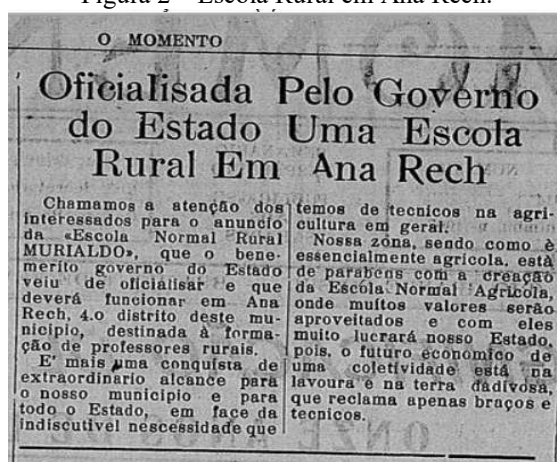 Figura 2 – Escola Rural em Ana Rech.
O MOMENTO
Oficialisada Pelo Governo
do Estado Uma Escola
Rural Em Ana Rech
Chamamos a atenção dos
interessados para o anuncio
da «Escola Normal Rural
MURIALDO», que o bene-
merito governo do Estado
veiu de oficialisar e que
deverá funcionar em Ana
Rech, 4.o distrito deste mu-
nicipio, destinada à forma-
ção de professores rurais.
E' mais uma conquista de
extraordinario alcance para
o nosso municipio e para
todo o Estado, em face da
indiscutivel nescessidade que
temos de tecnicos na agri-
cultura em geral.
Nossa zona, sendo como è
essencialmente agricola, está
de parabens com a creação
da Escola Normal Agricola,
onde muitos valores serão
aproveitados e com eles
muito lucrará nosso Estado,
pois, o futuro economico de
uma coletividade está na
lavoura e na terra dadivosa,
que reclama apenas braços e
tecnicos.